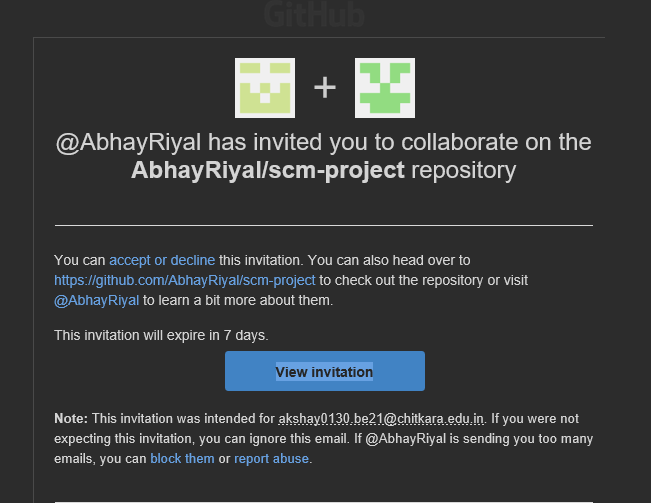 GitHub
+
@AbhayRiyal has invited you to collaborate on the
AbhayRiyal/scm-project repository
You can accept or decline this invitation. You can also head over to
https://github.com/AbhayRiyal/scm-project to check out the repository or visit
@AbhayRiyal to learn a bit more about them.
This invitation will expire in 7 days.
View invitation
Note: This invitation was intended for akshay0130.be21@chitkara.edu.in. If you were not
expecting this invitation, you can ignore this email. If @AbhayRiyal is sending you too many
emails, you can block them or report abuse.